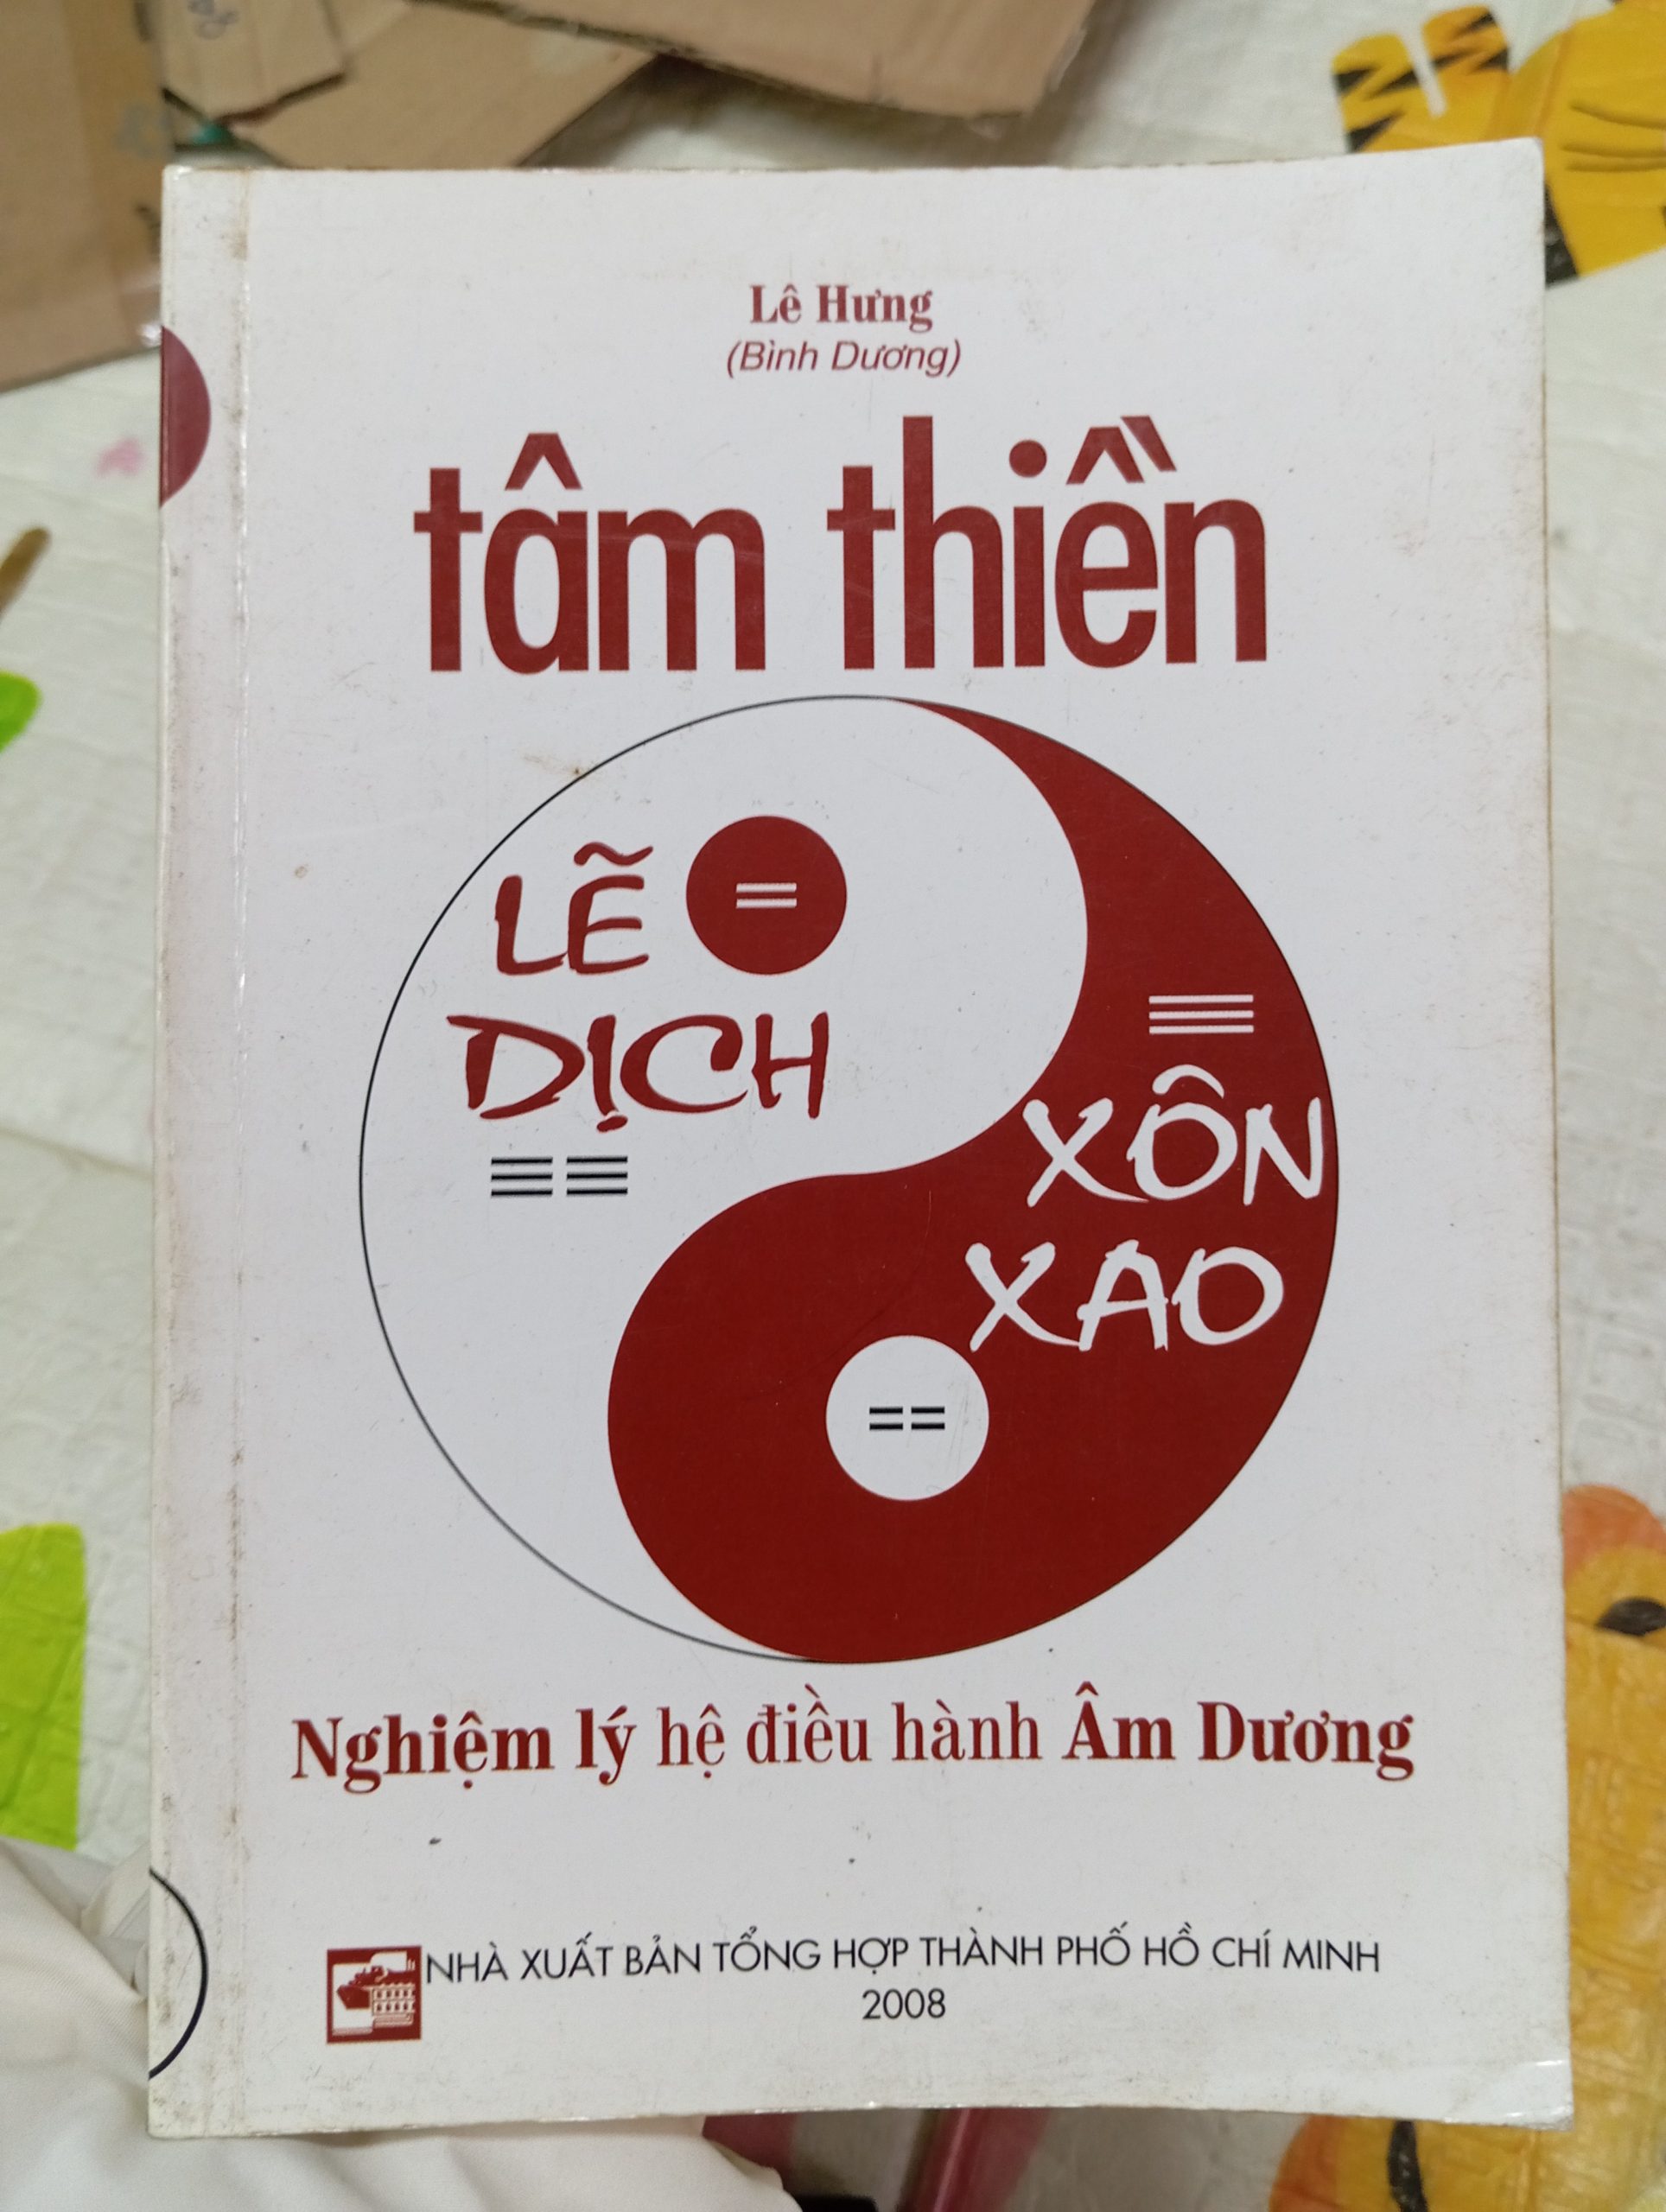 Lê Hưng
(Bình Dương)
tâm thiền
LẼ
DỊCH
XÔN
XAO
Nghiệm lý hệ điều hành Âm Dương
NHÀ XUẤT BẢN TỔNG HỢP THÀNH PHỐ HỒ CHÍ MINH
2008